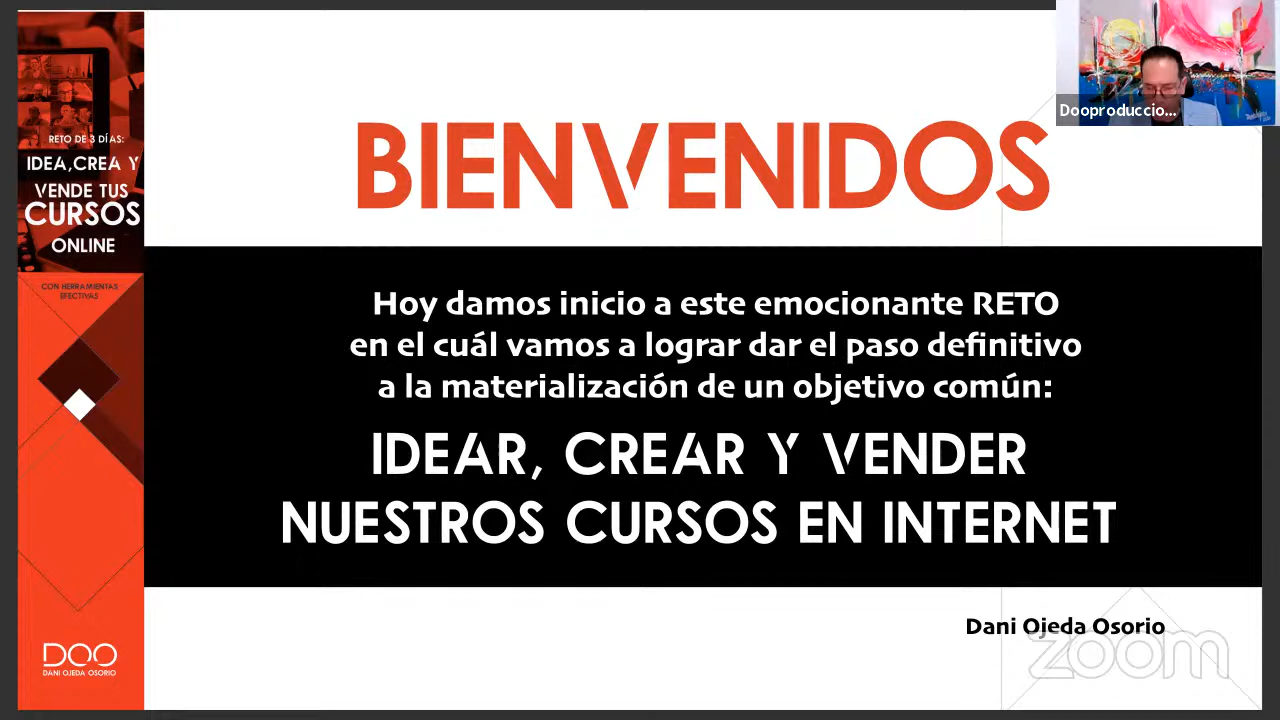 RETO DE 3 DÍAS:
IDEA,CREA Y
VENDE TUS
CURSOS
ONLINE
CON HERRAMIENTAS
EFECTIVAS
DOO
DANI OJEDA OSORIO
BIENVENIDOS
Dooproduccio...
Hoy damos inicio a este emocionante RETO
en el cuál vamos a lograr dar el paso definitivo
a la materialización de un objetivo común:
IDEAR, CREAR Y VENDER
NUESTROS CURSOS EN INTERNET
Dani Ojeda Osorio
zoom